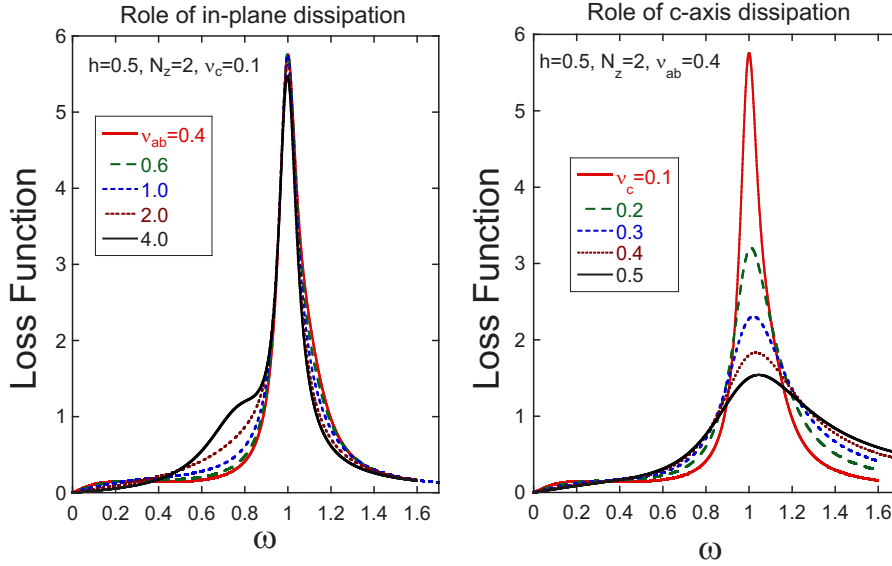 Role of in-plane dissipation
Loss Function
6
5
4
3
2
1
0
h=0.5, N_z=2, ν_c=0.1
ν_ab=0.4
0.6
1.0
2.0
4.0
0 0.2 0.4 0.6 0.8 1 1.2 1.4 1.6
ω
Role of c-axis dissipation
Loss Function
6
5
4
3
2
1
0
h=0.5, N_z=2, ν_ab=0.4
ν_c=0.1
0.2
0.3
0.4
0.5
0 0.2 0.4 0.6 0.8 1 1.2 1.4 1.6
ω